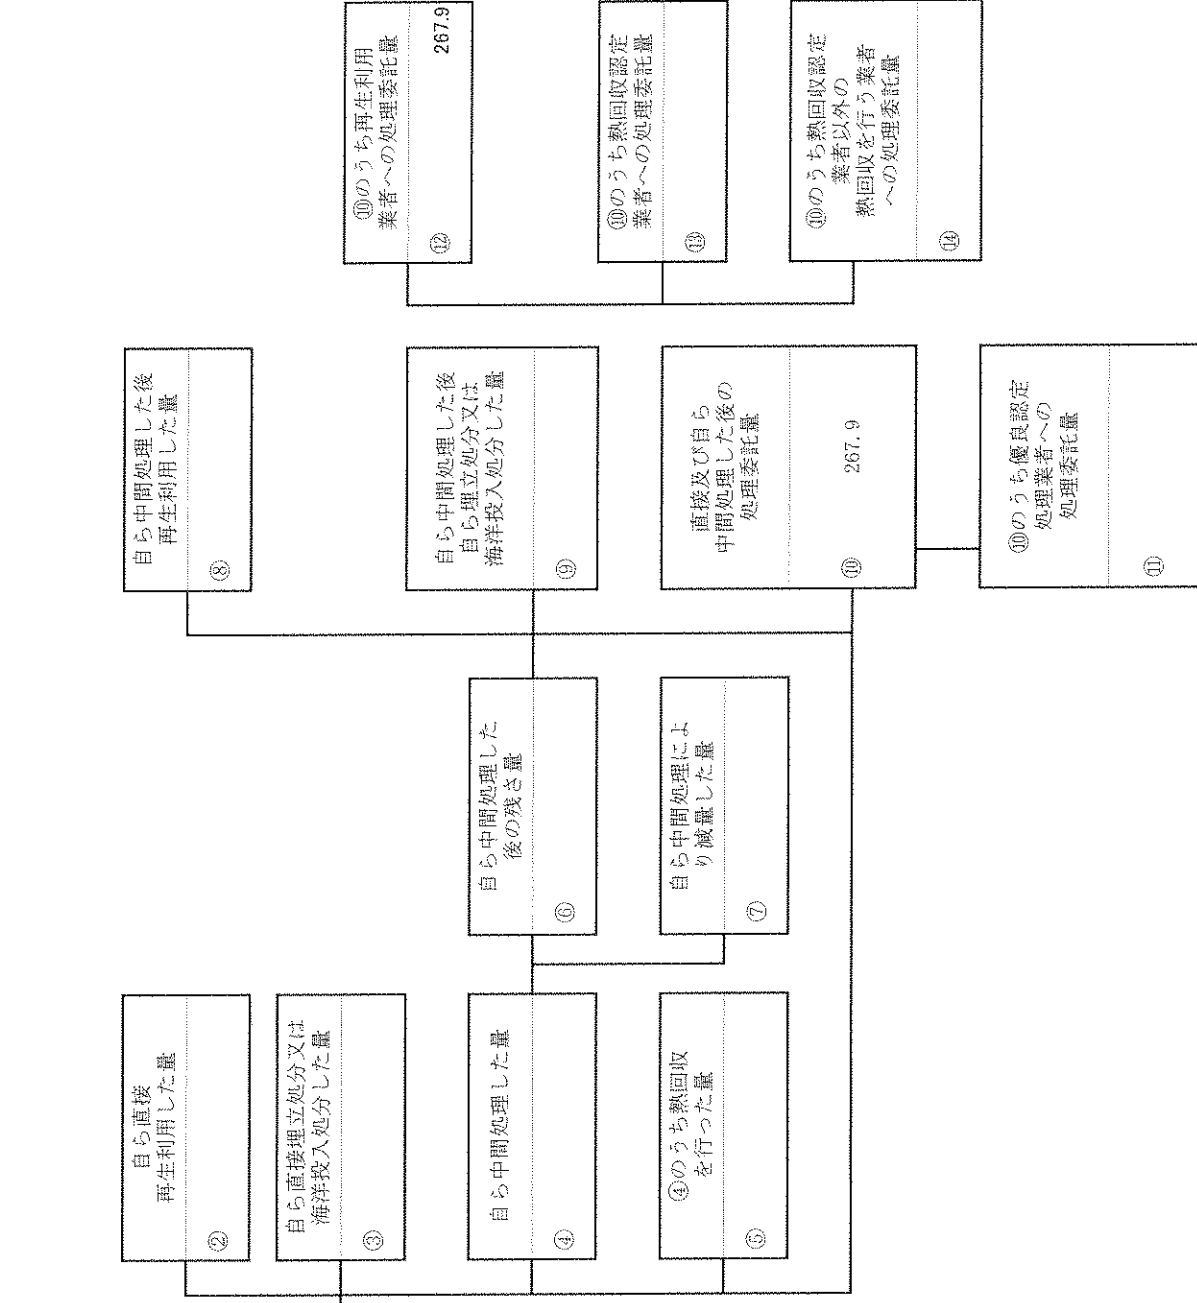 自ら直接
再生利用した量
②
自ら直接埋立処分又は
海洋投入処分した量
③
自ら中間処理した量
④
④のうち熱回収
を行った量
⑤
自ら中間処理した
後の残さ量
⑥
自ら中間処理によ
り減量した量
⑦
自ら中間処理した後
再生利用した量
⑧
自ら中間処理した後
自ら埋立処分又は
海洋投入処分した量
⑨
直接及び自ら
中間処理した後の
処理委託量
⑩
267.9
⑩のうち優良認定
処理業者への
処理委託量
⑪
⑩のうち再生利用
業者への処理委託量
⑫
267.9
⑩のうち熱回収認定
業者への処理委託量
⑬
⑩のうち熱回収認定
業者以外の
熱回収を行う業者
への処理委託量
⑭